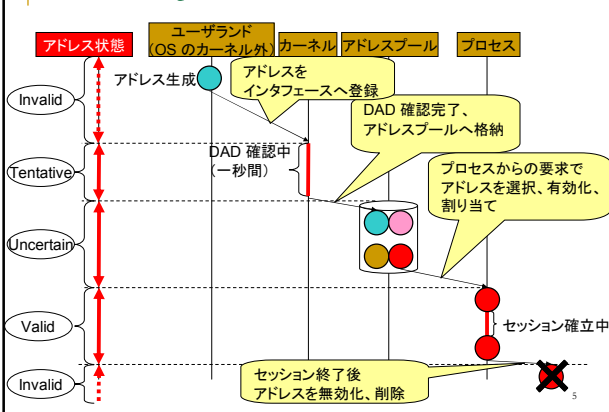 アドレス状態
ユーザランド
(OS のカーネル外)
カーネル
アドレスプール
プロセス
Invalid
アドレス生成
アドレスを
インタフェースへ登録
DAD 確認完了、
アドレスプールへ格納
Tentative
DAD 確認中
(一秒間)
プロセスからの要求で
アドレスを選択、有効化、
割り当て
Uncertain
Valid
セッション確立中
Invalid
セッション終了後
アドレスを無効化、削除
5